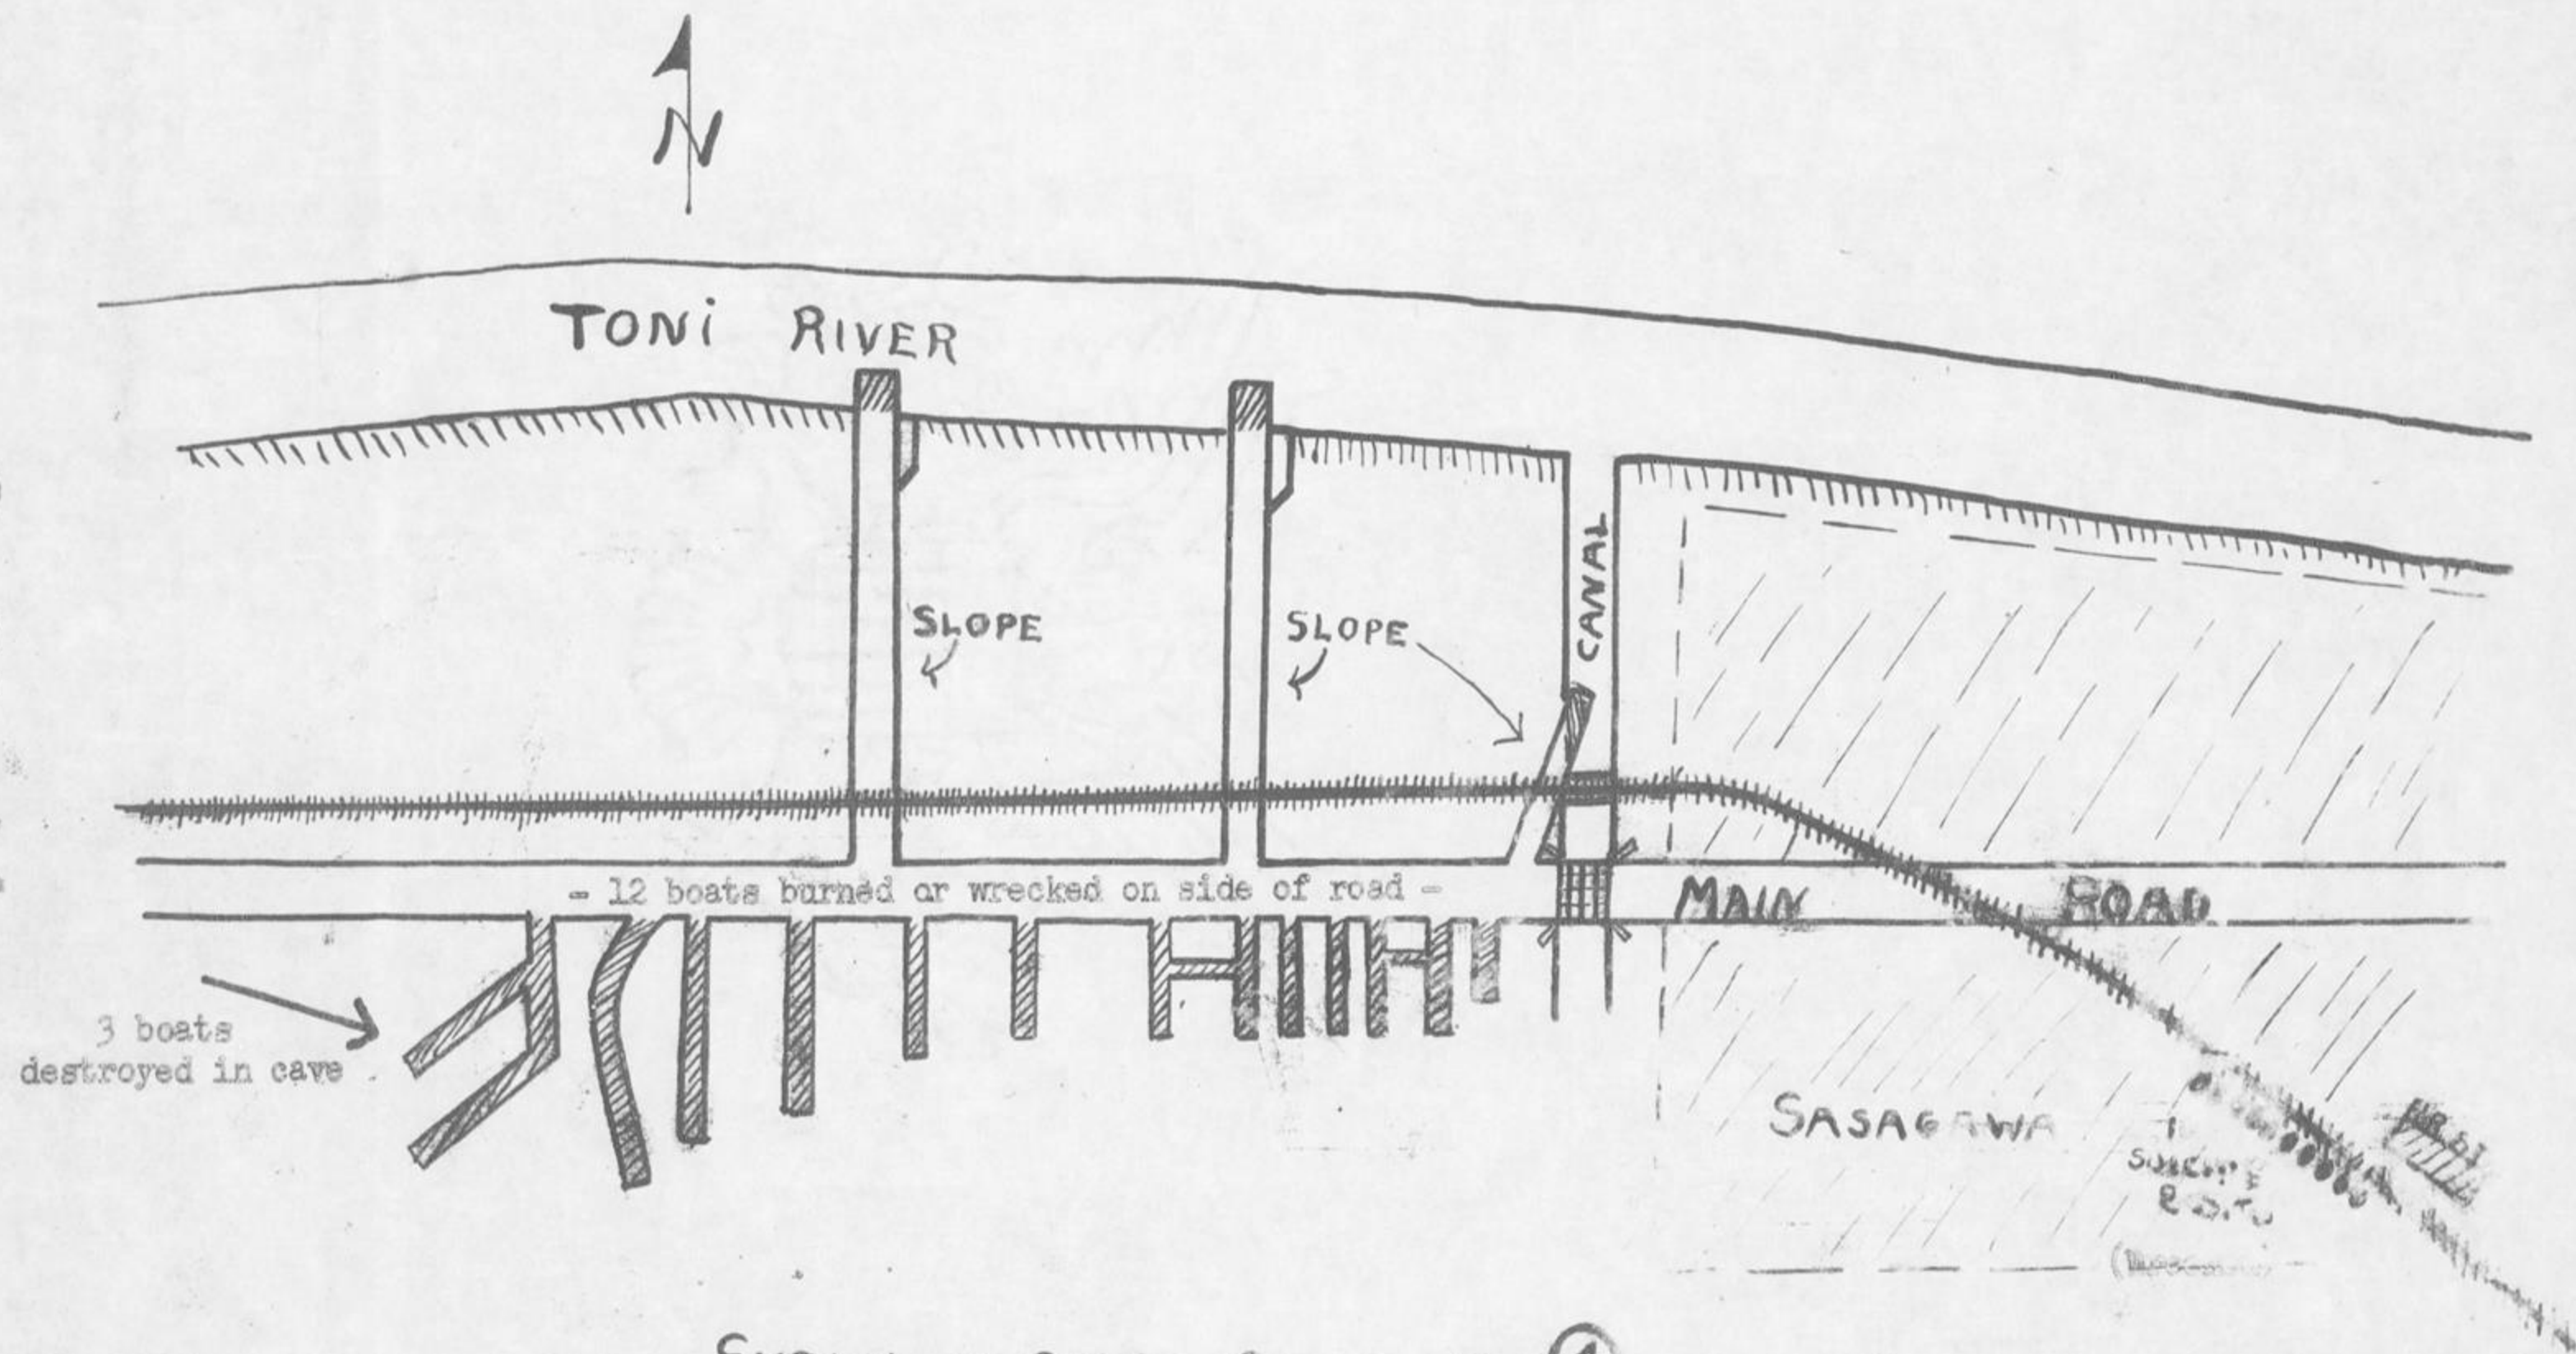 N
TONi RIVER
CANAL
SLOPE
SLOPE
- 12 boats burned or wrecked on side of road -
MAIN ROAD
3 boats
destroyed in cave
SASAGAWA